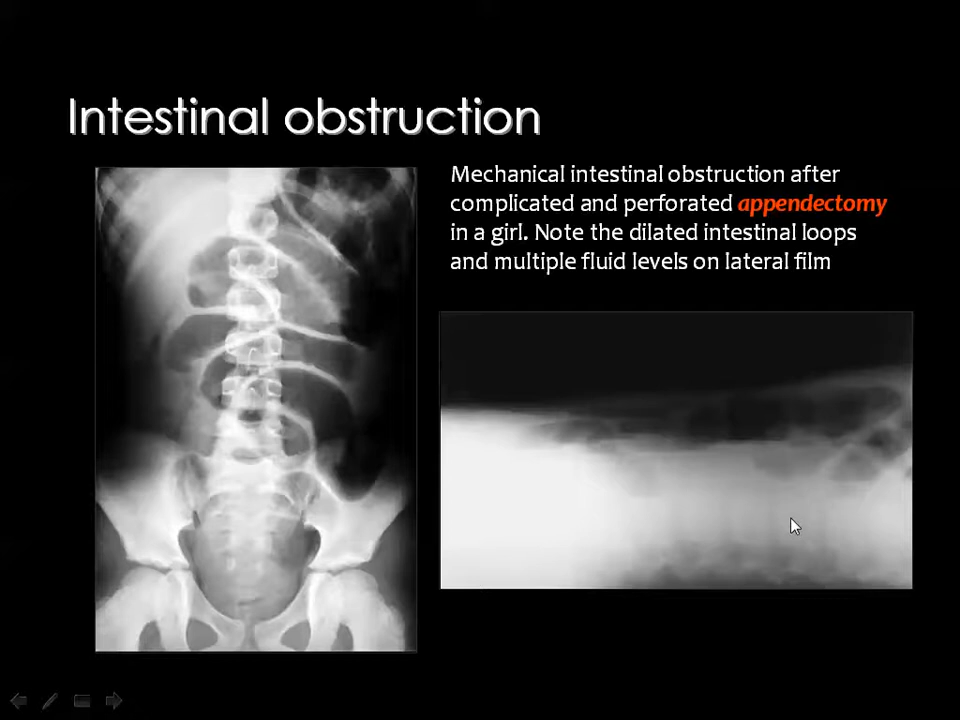 Intestinal obstruction
Mechanical intestinal obstruction after
complicated and perforated appendectomy
in a girl. Note the dilated intestinal loops
and multiple fluid levels on lateral film